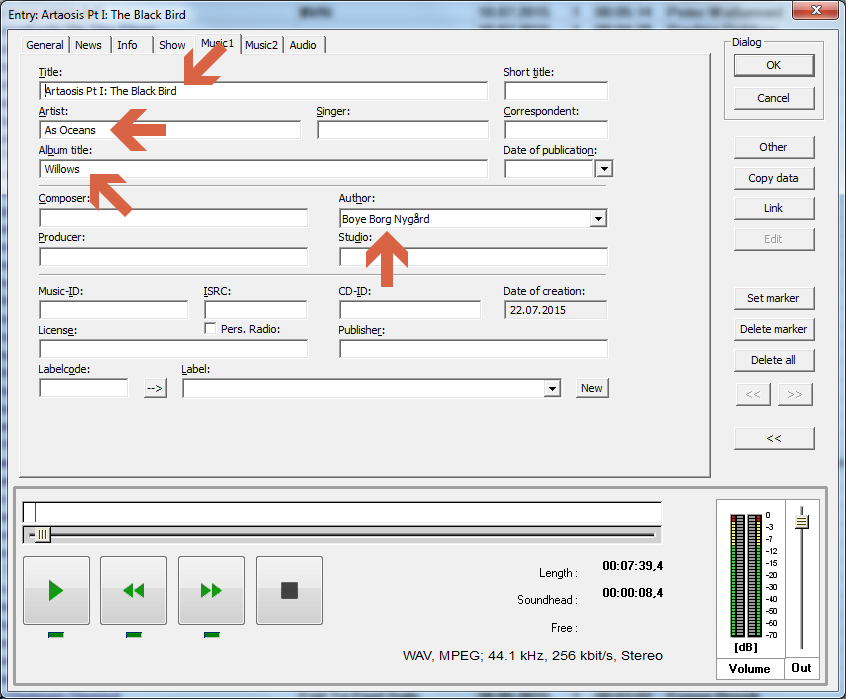 Entry: Artaosis Pt I: The Black Bird
General News Info Show Music1 Music2 Audio
Dialog
Title: Short title:
Artaosis Pt I: The Black Bird
OK
Artist: Singer: Correspondent:
Cancel
As Oceans
Album title: Date of publication:
Other
Willows
Copy data
Composer: Author:
Link
Boye Borg Nygård
Producer: Studio:
Edit
Music-ID: ISRC: CD-ID: Date of creation:
Set marker
22.07.2015
License: Pers. Radio: Publisher:
Delete marker
Delete all
Labelcode: Label:
--> New
<< >>
<<
Length : 00:07:39,4
Soundhead : 00:00:08,4
Free :
WAV, MPEG; 44.1 kHz, 256 kbit/s, Stereo
0
-3
-7
-12
-15
-20
-30
-40
-50
-60
-70
[dB]
Volume Out